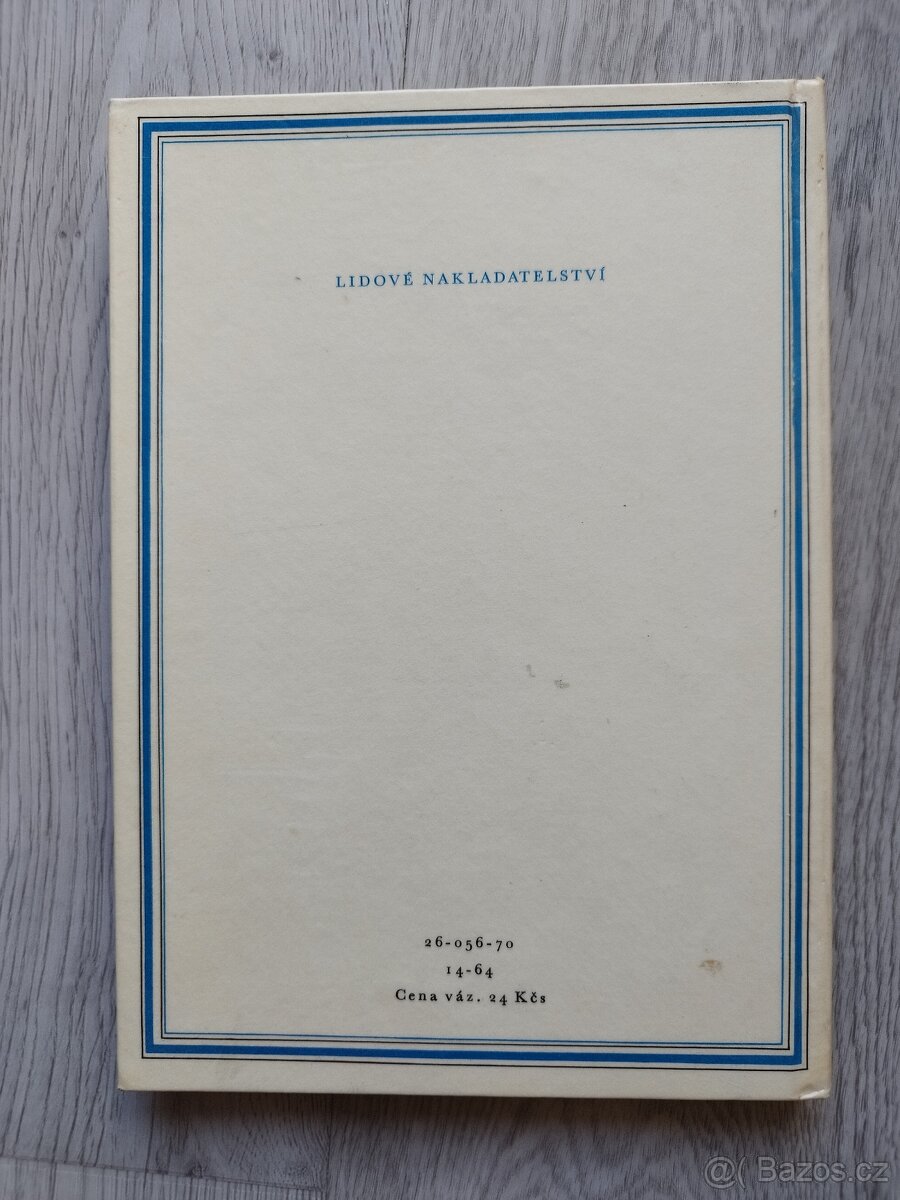 LIDOVÉ NAKLADATELSTVÍ
26-056-70
14-64
Cena váz. 24 Kčs
@( Bazos.cz